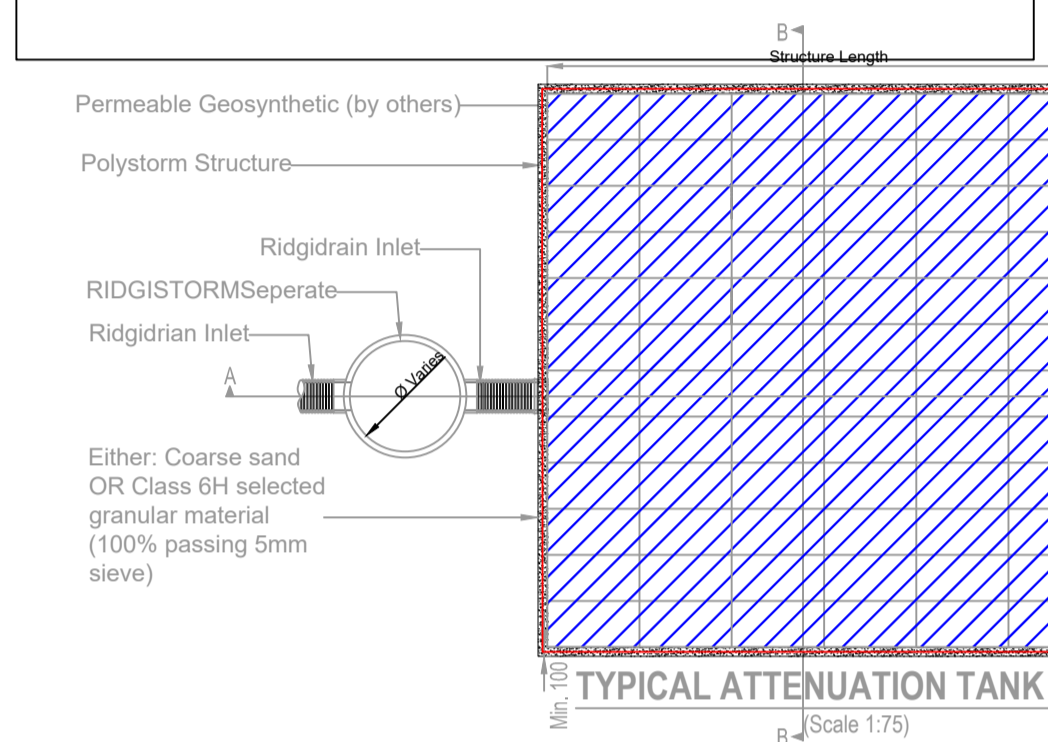 B
Structure Length
Permeable Geosynthetic (by others)
Polystorm Structure
Ridgidrain Inlet
RIDGISTORMSeperate
Ridgidrian Inlet
A
Ø Varies
Either: Coarse sand
OR Class 6H selected
granular material
(100% passing 5mm
sieve)
Min. 100
TYPICAL ATTENUATION TANK
(Scale 1:75)
B